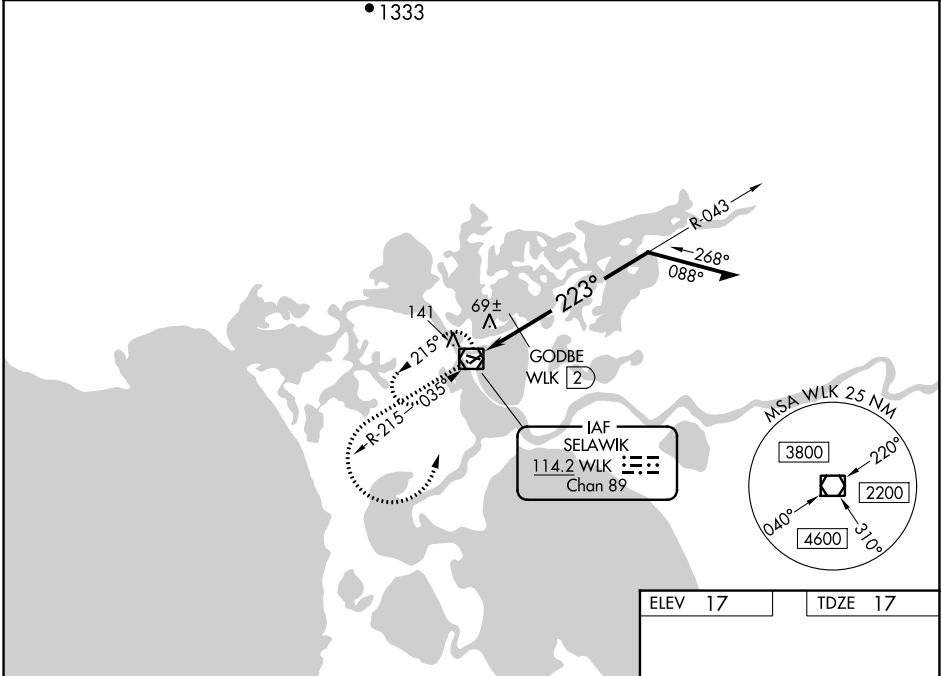 1333
R-043
268°
088°
223°
69±
141
215°
GODBE
WLK 2
R-215
035°
IAF
SELAWIK
114.2 WLK
Chan 89
MSA WLK 25 NM
3800
220°
2200
040°
310°
4600
ELEV 17
TDZE 17